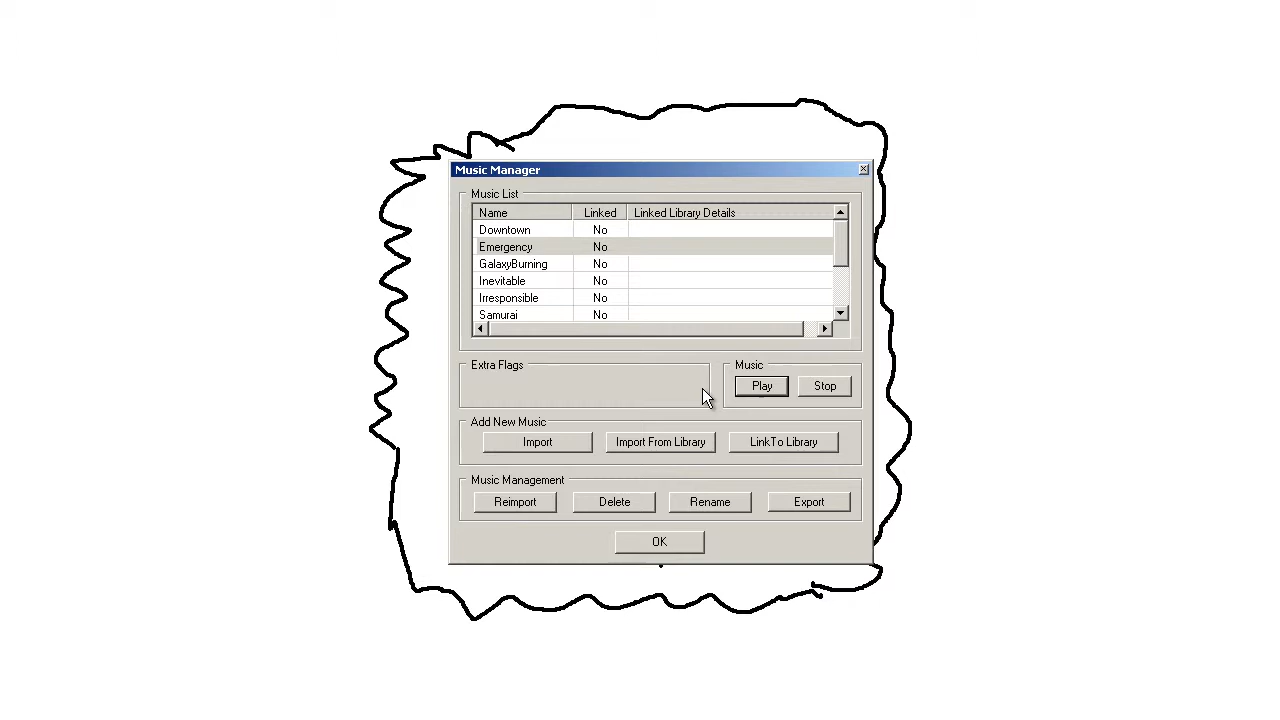 Music Manager
Music List
Name Linked Linked Library Details
Downtown No
Emergency No
GalaxyBurning No
Inevitable No
Irresponsible No
Samurai No
Extra Flags Music
Play Stop
Add New Music
Import Import From Library LinkTo Library
Music Management
Reimport Delete Rename Export
OK